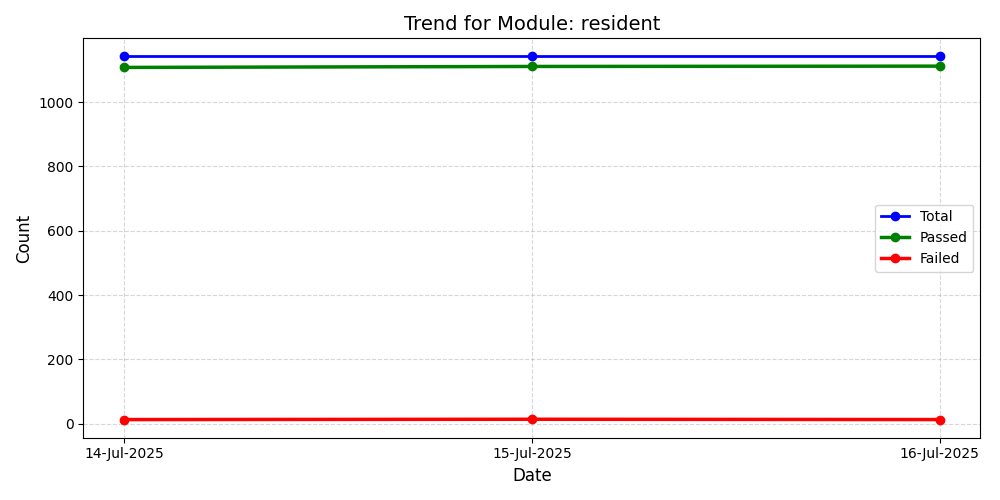 Trend for Module: resident
Count
1000
800
600
400
200
0
Total
Passed
Failed
14-Jul-2025
15-Jul-2025
16-Jul-2025
Date